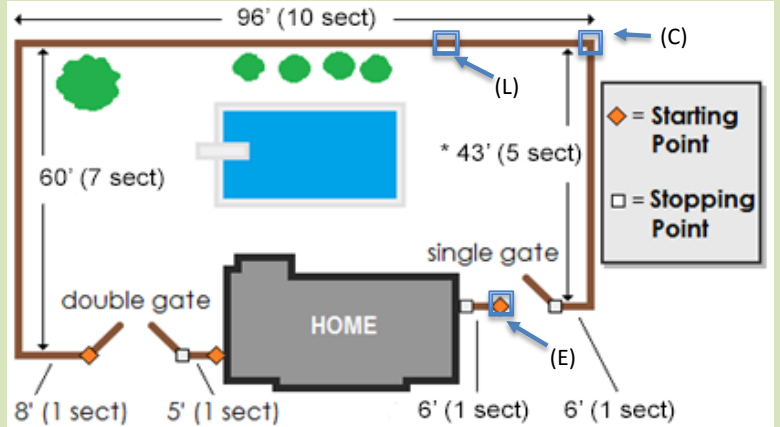 96’ (10 sect)
(C)
(L)
= Starting
Point
= Stopping
Point
* 43’ (5 sect)
60’ (7 sect)
single gate
double gate
HOME
(E)
8’ (1 sect)
5’ (1 sect)
6’ (1 sect)
6’ (1 sect)